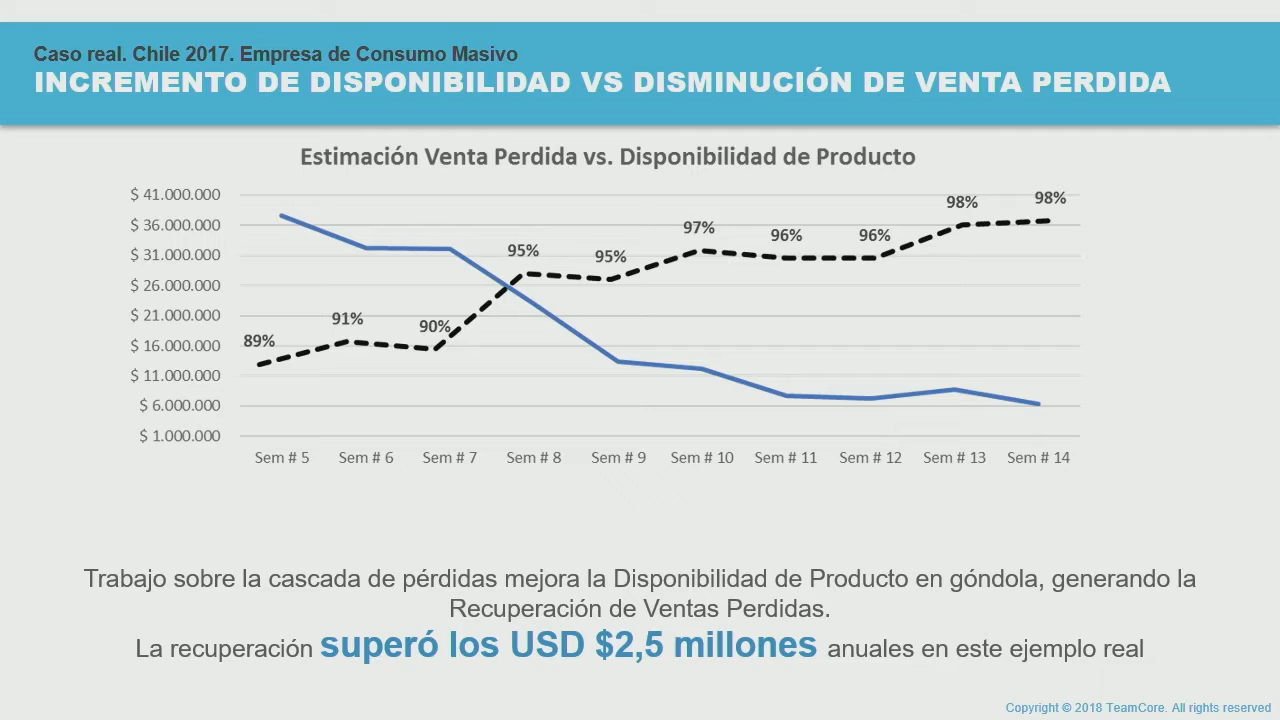 Caso real. Chile 2017. Empresa de Consumo Masivo
INCREMENTO DE DISPONIBILIDAD VS DISMINUCIÓN DE VENTA PERDIDA
Estimación Venta Perdida vs. Disponibilidad de Producto
$ 41.000.000
$ 36.000.000
$ 31.000.000
$ 26.000.000
$ 21.000.000
$ 16.000.000
$ 11.000.000
$ 6.000.000
$ 1.000.000
89%
91%
90%
95%
95%
97%
96%
96%
98%
98%
Sem # 5
Sem # 6
Sem # 7
Sem # 8
Sem # 9
Sem # 10
Sem # 11
Sem # 12
Sem # 13
Sem # 14
Trabajo sobre la cascada de pérdidas mejora la Disponibilidad de Producto en góndola, generando la
Recuperación de Ventas Perdidas.
La recuperación superó los USD $2,5 millones anuales en este ejemplo real
Copyright © 2018 TeamCore. All rights reserved